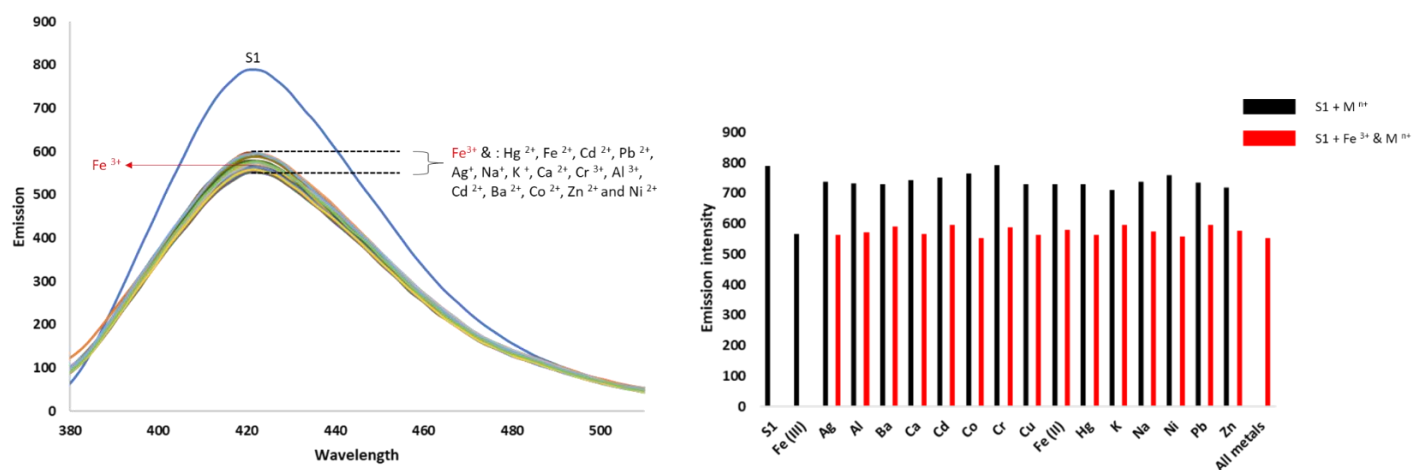 900
800
700
600
500
400
300
200
100
0
Emission
380
400
420
440
460
480
500
Wavelength
S1
Fe 3+
Fe3+ & : Hg 2+, Fe 2+, Cd 2+, Pb 2+,
Ag+, Na+, K +, Ca 2+, Cr 3+, Al 3+,
Cd 2+, Ba 2+, Co 2+, Zn 2+ and Ni 2+
S1 + M n+
S1 + Fe 3+ & M n+
900
800
700
600
500
400
300
200
100
0
Emission intensity
S1
Fe (III)
Ag
Al
Ba
Ca
Cd
Co
Cr
Cu
Fe (II)
Hg
K
Na
Ni
Pb
Zn
All metals